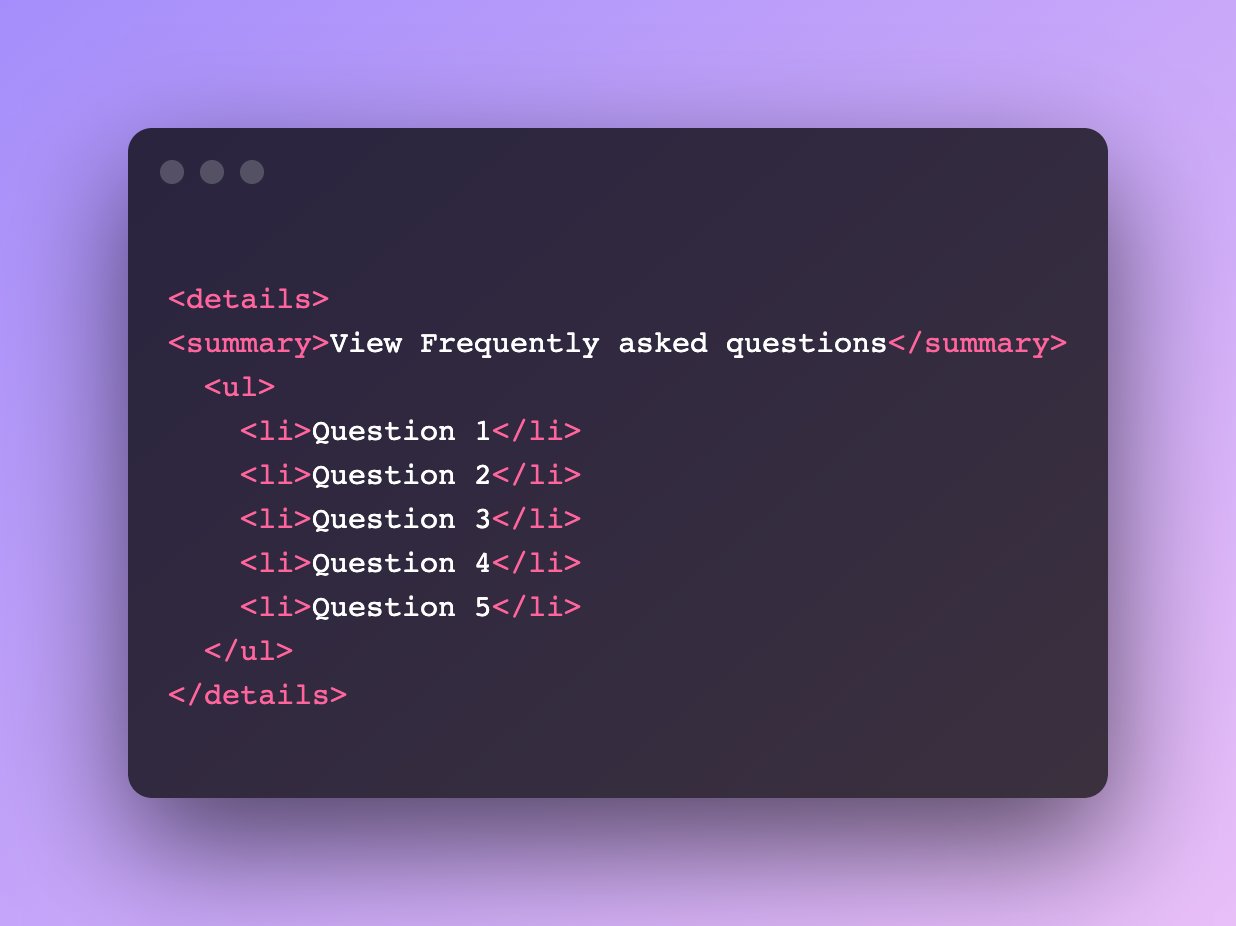 <details>
<summary>View Frequently asked questions</summary>
  <ul>
    <li>Question 1</li>
    <li>Question 2</li>
    <li>Question 3</li>
    <li>Question 4</li>
    <li>Question 5</li>
  </ul>
</details>